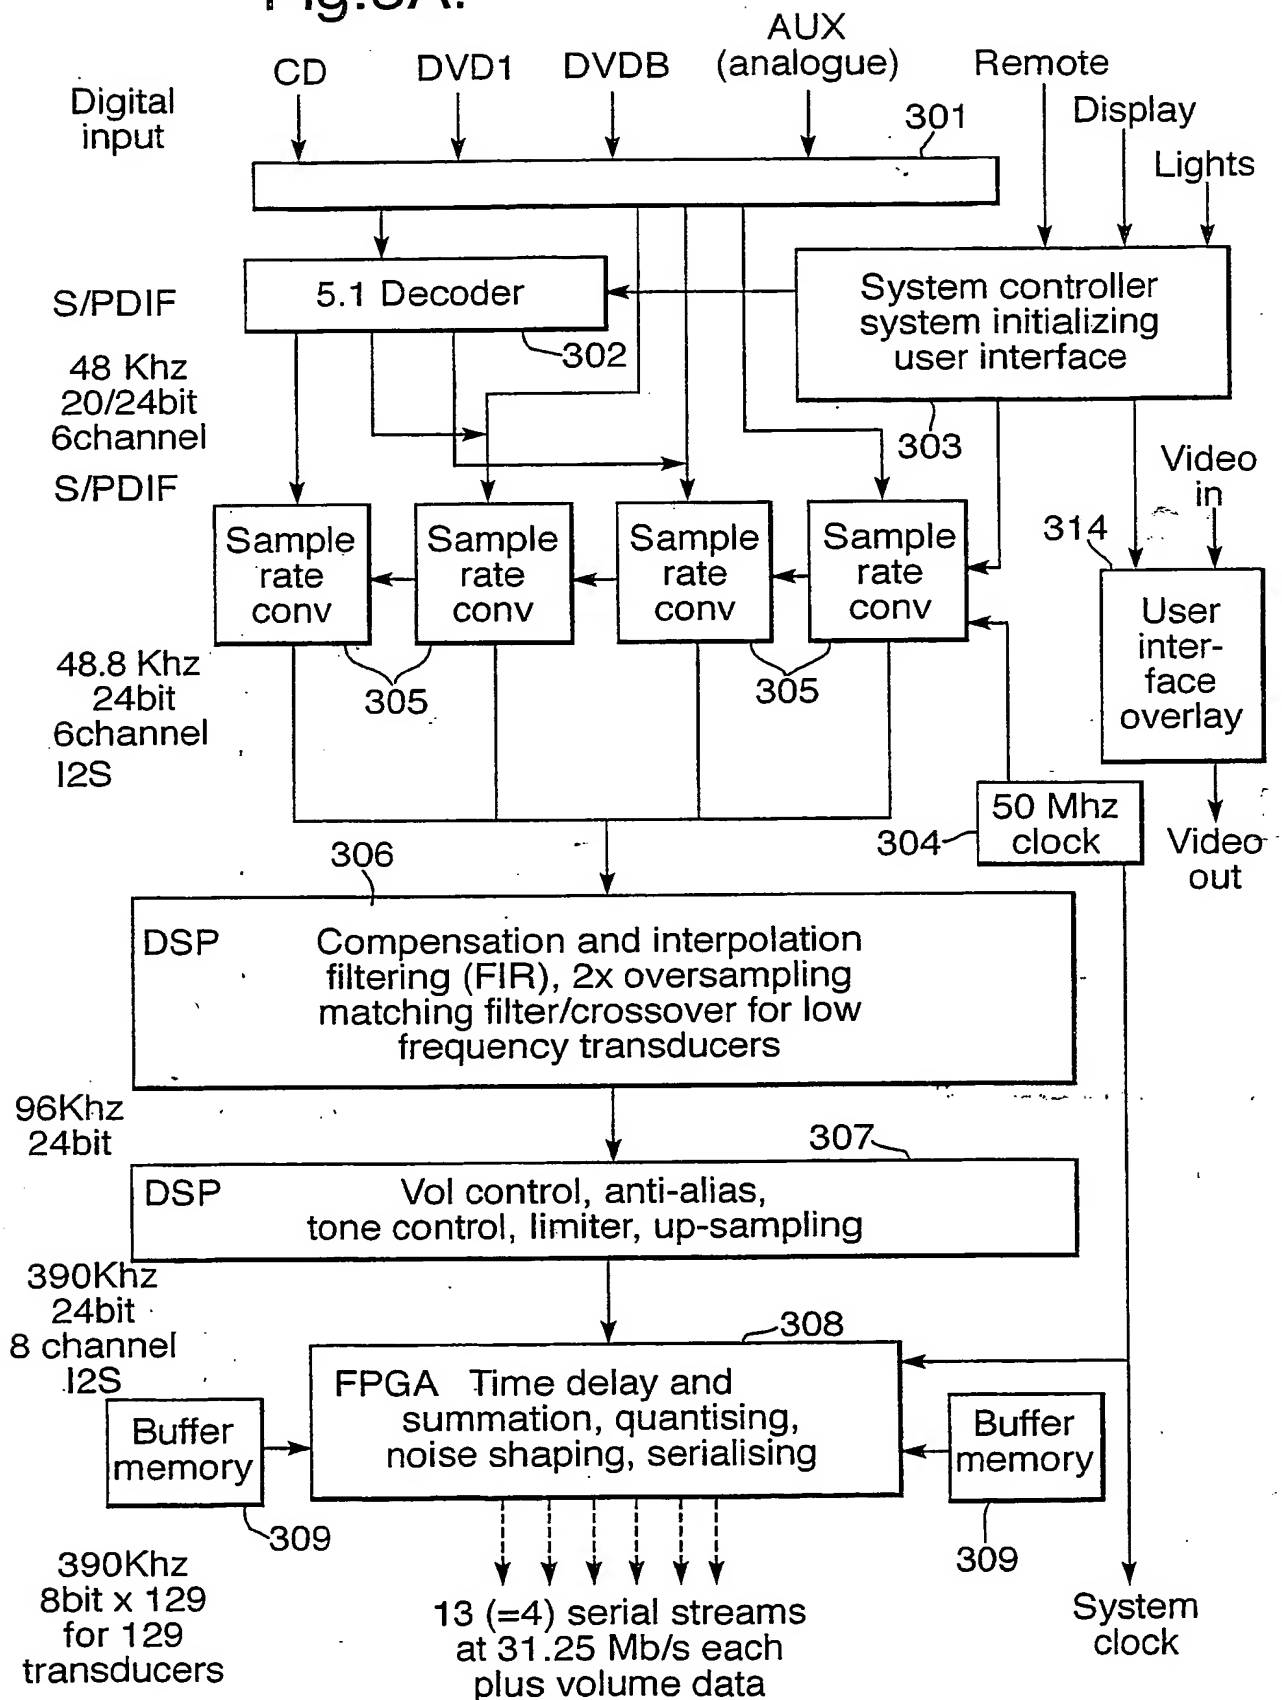 Fig.3A.
AUX
(analogue)
CD
DVD1
DVDB
Remote
Digital
input
Display
301
Lights
S/PDIF
5.1 Decoder
System controller
system initializing
user interface
302
48 Khz
20/24bit
6channel
303
S/PDIF
Video
in
314
Sample
rate
conv
Sample
rate
conv
Sample
rate
conv
Sample
rate
conv
User
inter-
face
overlay
48.8 Khz
24bit
6channel
I2S
305
305
50 Mhz
clock
304
Video
out
306
DSP
Compensation and interpolation
filtering (FIR), 2x oversampling
matching filter/crossover for low
frequency transducers
96Khz
24bit
307
DSP
Vol control, anti-alias,
tone control, limiter, up-sampling
390Khz
24bit
8 channel
I2S
308
FPGA Time delay and
summation, quantising,
noise shaping, serialising
Buffer
memory
Buffer
memory
309
309
390Khz
8bit x 129
for 129
transducers
13 (=4) serial streams
at 31.25 Mb/s each
plus volume data
System
clock